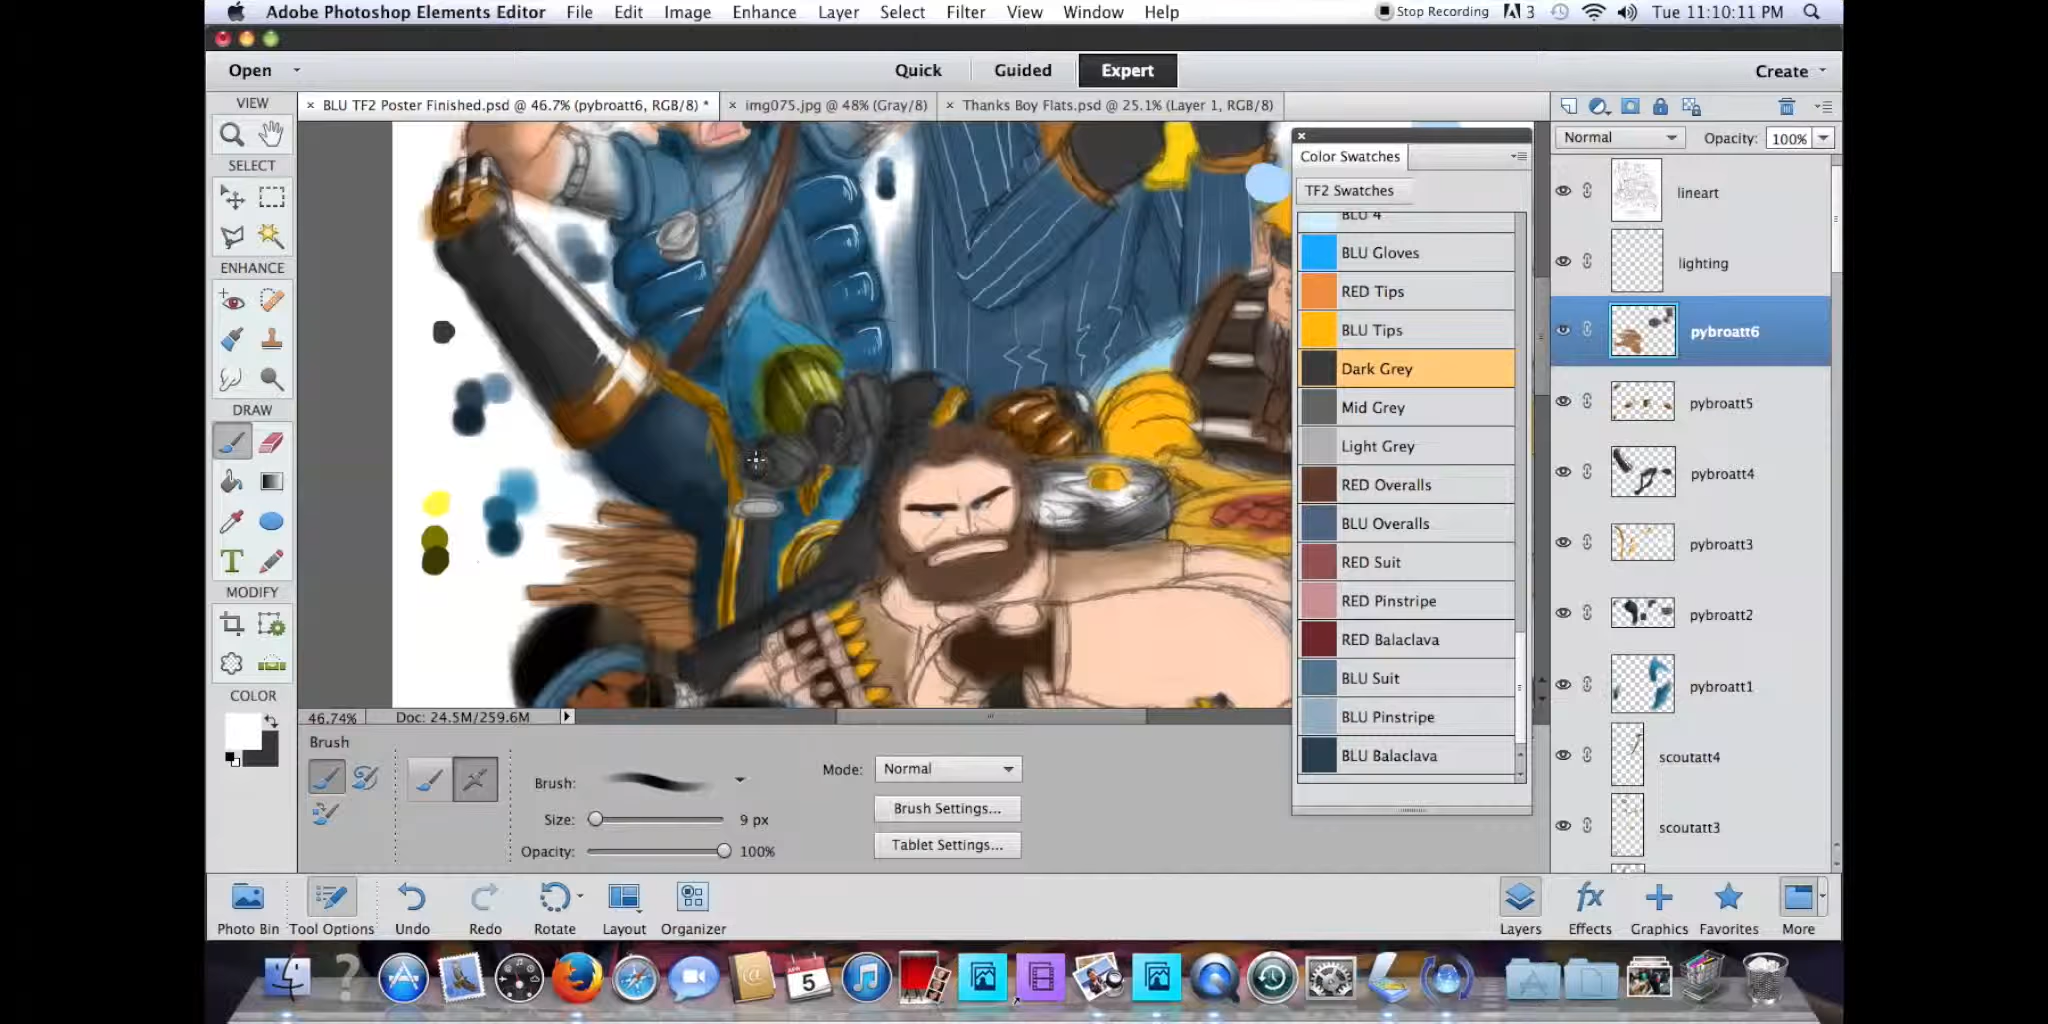 Adobe Photoshop Elements Editor File Edit Image Enhance Layer Select Filter View Window Help Stop Recording 3 Tue 11:10:11 PM
Open Quick Guided Expert Create
VIEW
× BLU TF2 Poster Finished.psd @ 46.7% (pybroatt6, RGB/8) * × img075.jpg @ 48% (Gray/8) × Thanks Boy Flats.psd @ 25.1% (Layer 1, RGB/8)
Normal Opacity: 100%
SELECT
ENHANCE
DRAW
T
MODIFY
COLOR
Color Swatches
TF2 Swatches
BLU 4
BLU Gloves
RED Tips
BLU Tips
Dark Grey
Mid Grey
Light Grey
RED Overalls
BLU Overalls
RED Suit
RED Pinstripe
RED Balaclava
BLU Suit
BLU Pinstripe
BLU Balaclava
lineart
lighting
pybroatt6
pybroatt5
pybroatt4
pybroatt3
pybroatt2
pybroatt1
scoutatt4
scoutatt3
46.74% Doc: 24.5M/259.6M
Brush
Brush:
Size: 9 px
Opacity: 100%
Mode: Normal
Brush Settings...
Tablet Settings...
fx
Photo Bin Tool Options Undo Redo Rotate Layout Organizer Layers Effects Graphics Favorites More
?
APR
5